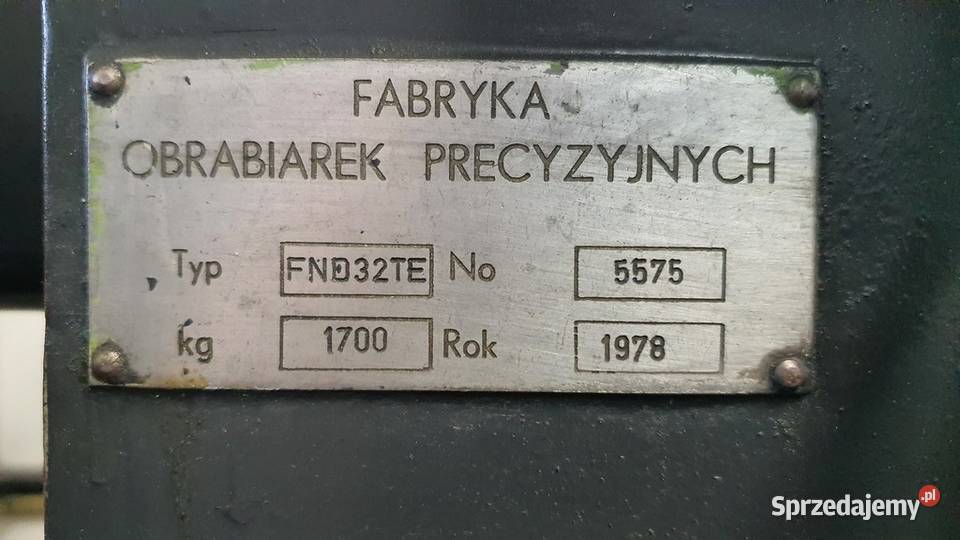 FABRYKA
OBRABIAREK PRECYZYJNYCH
Typ FND32TE No 5575
kg 1700 Rok 1978
Sprzedajemy.pl